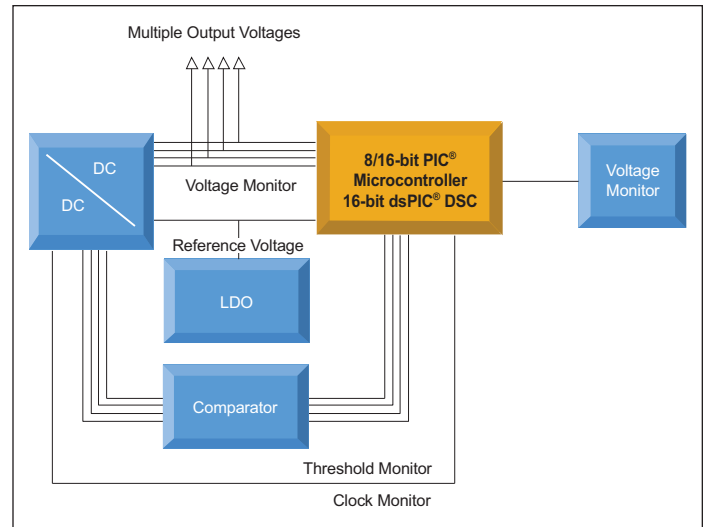 Multiple Output Voltages
DC
DC
Voltage Monitor
8/16-bit PIC®
Microcontroller
16-bit dsPIC® DSC
Voltage
Monitor
Reference Voltage
LDO
Comparator
Threshold Monitor
Clock Monitor